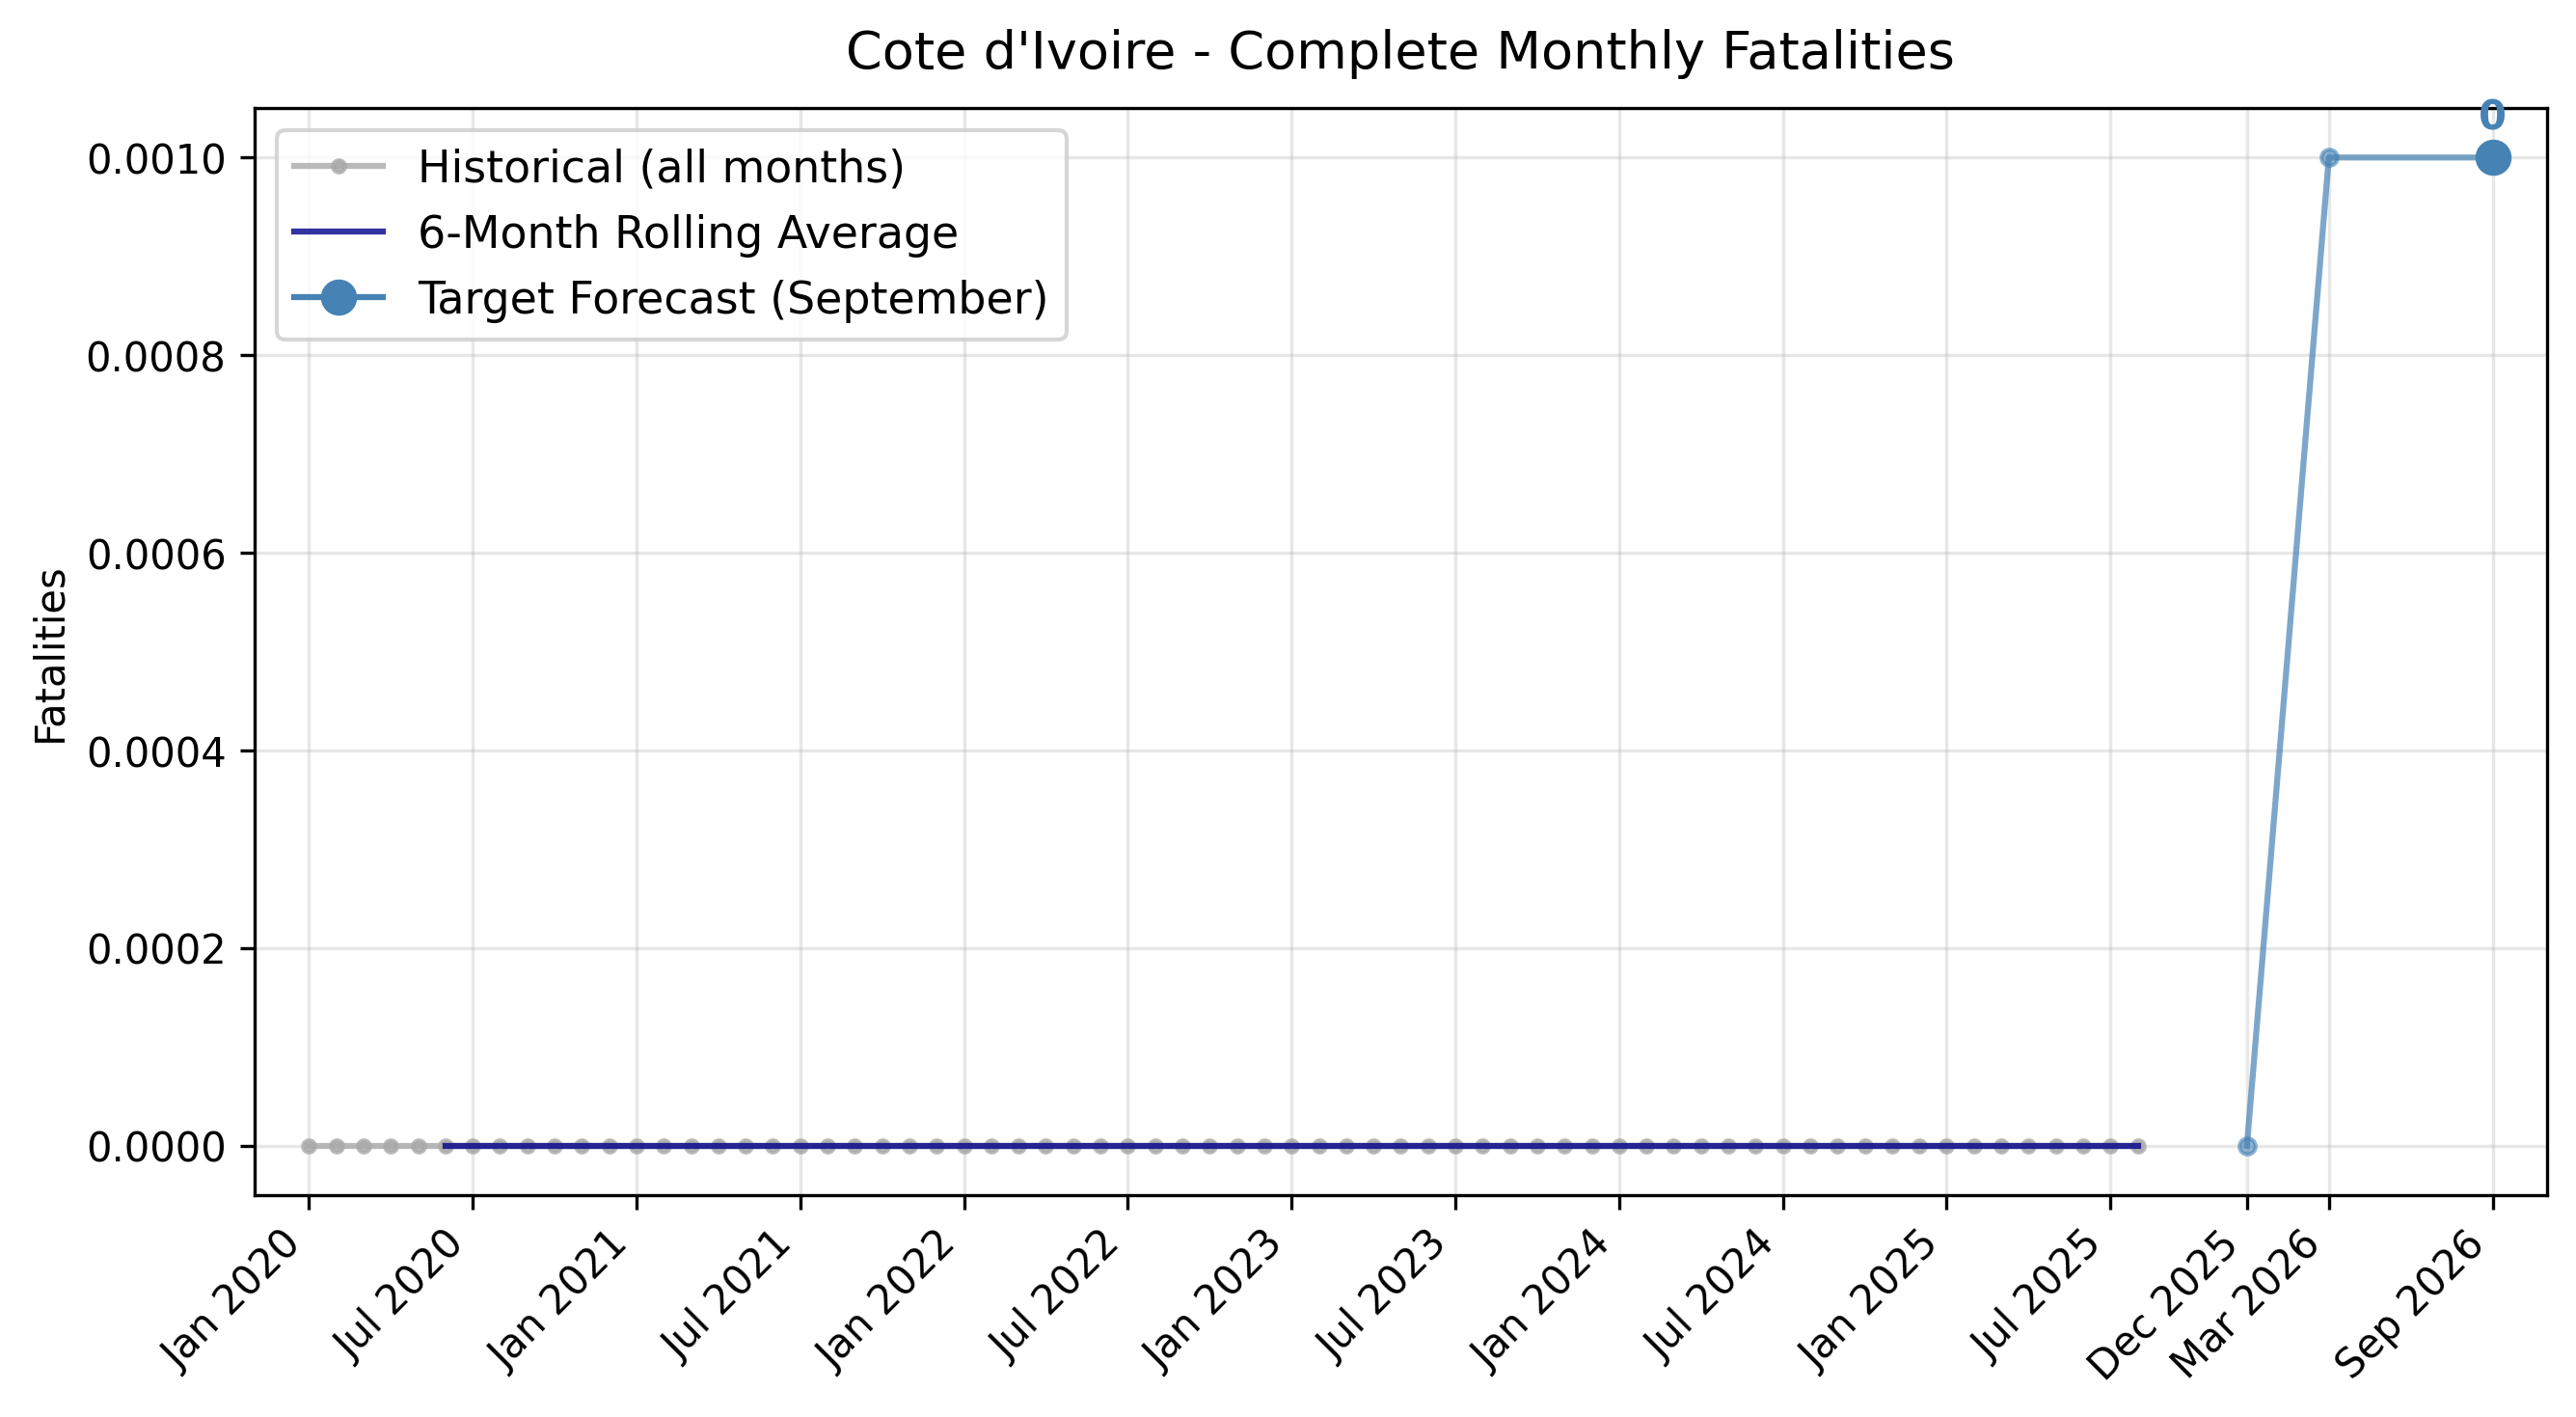 Cote d'Ivoire - Complete Monthly Fatalities
0
Historical (all months)
6-Month Rolling Average
Target Forecast (September)
Fatalities
0.0010
0.0008
0.0006
0.0004
0.0002
0.0000
Jan 2020
Jul 2020
Jan 2021
Jul 2021
Jan 2022
Jul 2022
Jan 2023
Jul 2023
Jan 2024
Jul 2024
Jan 2025
Jul 2025
Dec 2025
Mar 2026
Sep 2026